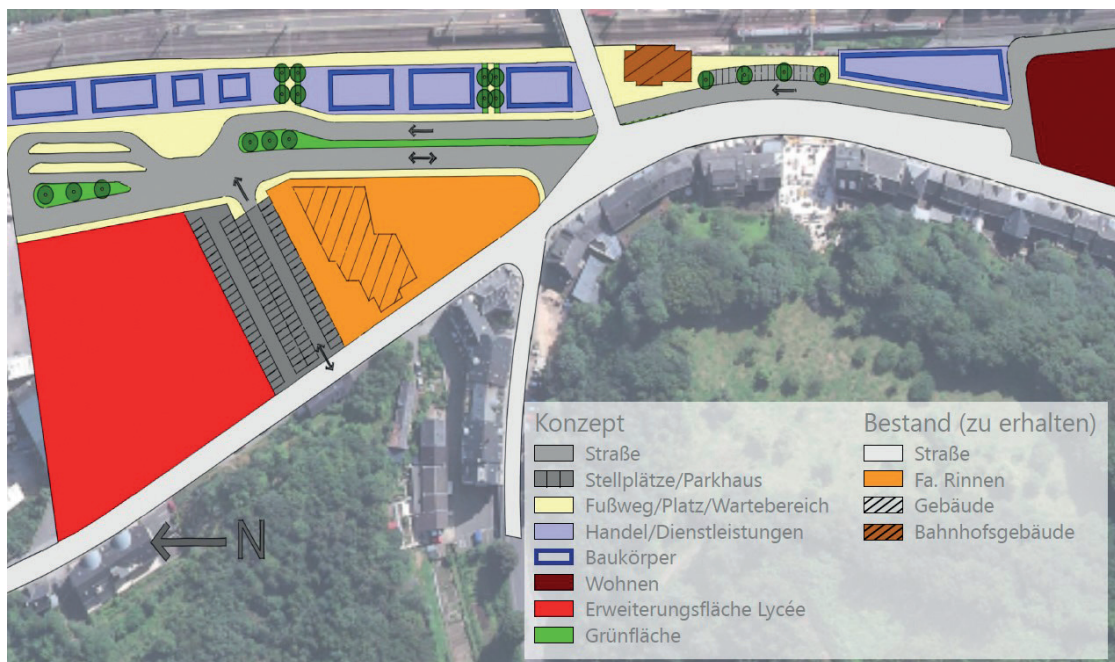 N
Konzept
Straße
Stellplätze/Parkhaus
Fußweg/Platz/Wartebereich
Handel/Dienstleistungen
Baukörper
Wohnen
Erweiterungsfläche Lycée
Grünfläche
Bestand (zu erhalten)
Straße
Fa. Rinnen
Gebäude
Bahnhofsgebäude